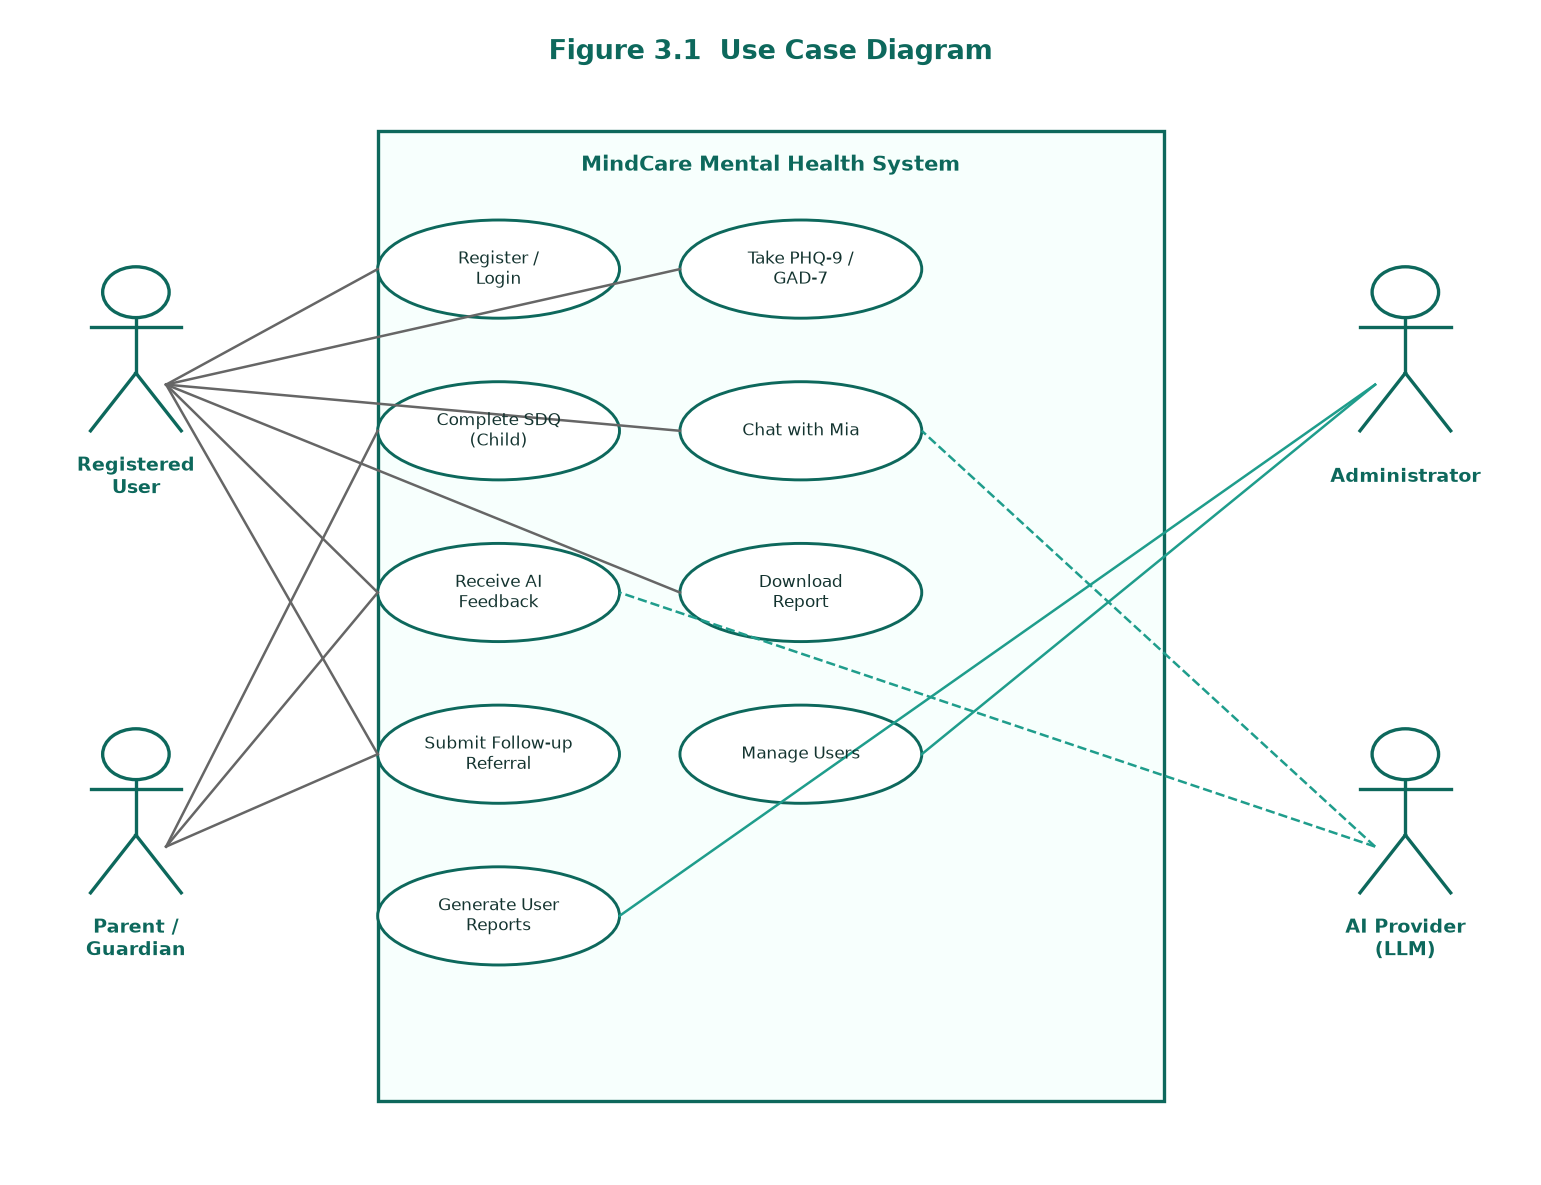 Figure 3.1  Use Case Diagram
MindCare Mental Health System
Register /
Login
Take PHQ-9 /
GAD-7
Complete SDQ
(Child)
Chat with Mia
Registered
User
Administrator
Receive AI
Feedback
Download
Report
Submit Follow-up
Referral
Manage Users
Generate User
Reports
Parent /
Guardian
AI Provider
(LLM)